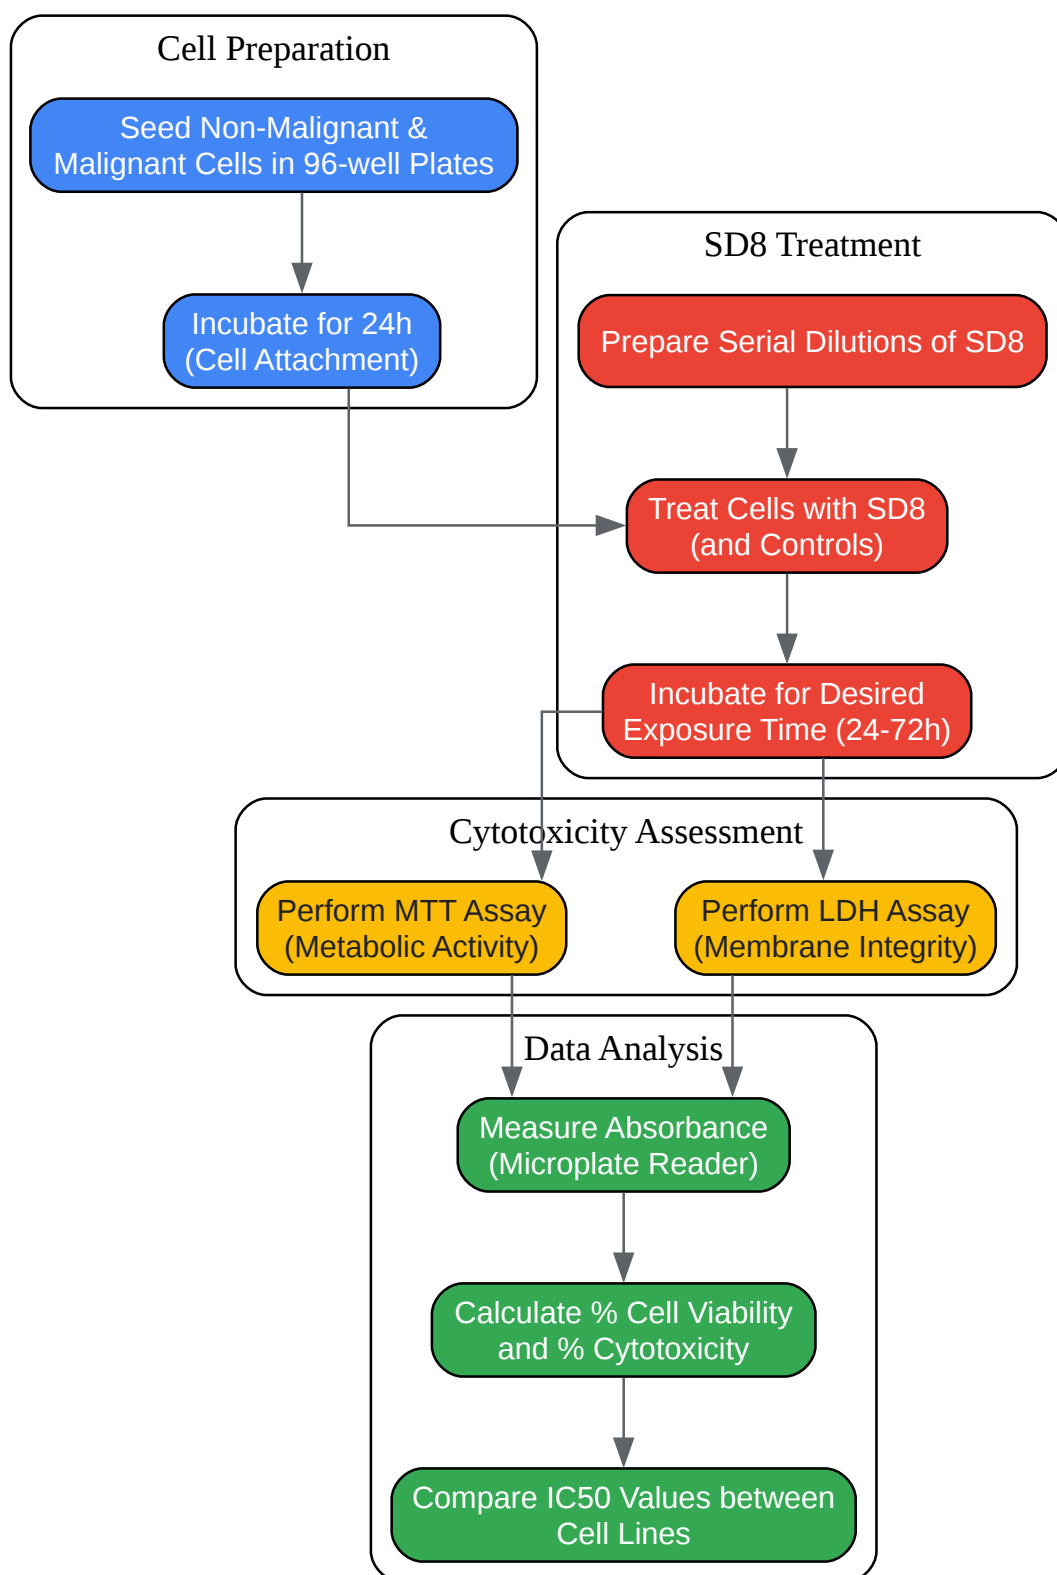 Cell Preparation
Seed Non-Malignant &
Malignant Cells in 96-well Plates
Incubate for 24h
(Cell Attachment)
SD8 Treatment
Prepare Serial Dilutions of SD8
Treat Cells with SD8
(and Controls)
Incubate for Desired
Exposure Time (24-72h)
Cytotoxicity Assessment
Perform MTT Assay
(Metabolic Activity)
Perform LDH Assay
(Membrane Integrity)
Data Analysis
Measure Absorbance
(Microplate Reader)
Calculate % Cell Viability
and % Cytotoxicity
Compare IC50 Values between
Cell Lines